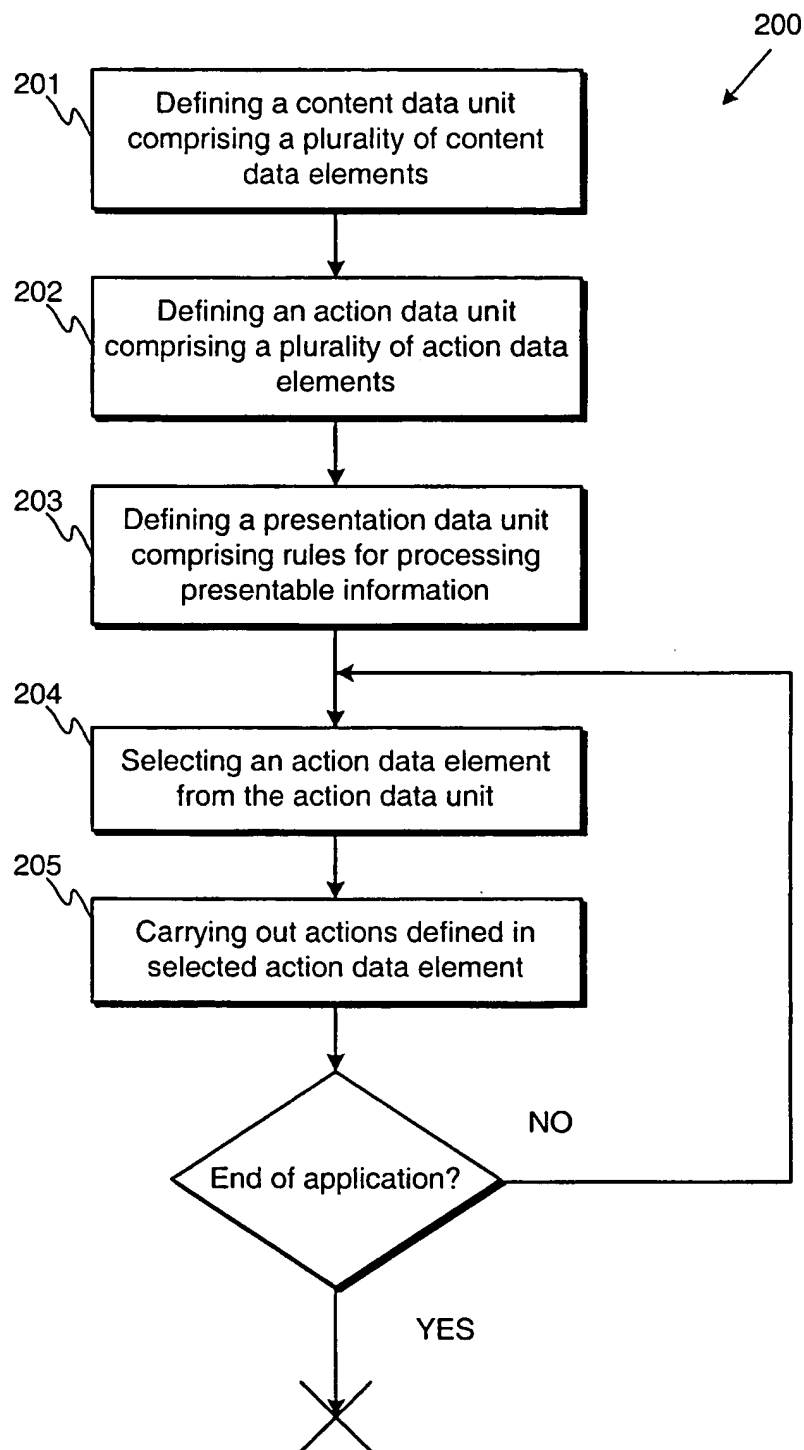 200
201
Defining a content data unit
comprising a plurality of content
data elements
202
Defining an action data unit
comprising a plurality of action data
elements
203
Defining a presentation data unit
comprising rules for processing
presentable information
204
Selecting an action data element
from the action data unit
205
Carrying out actions defined in
selected action data element
NO
End of application?
YES